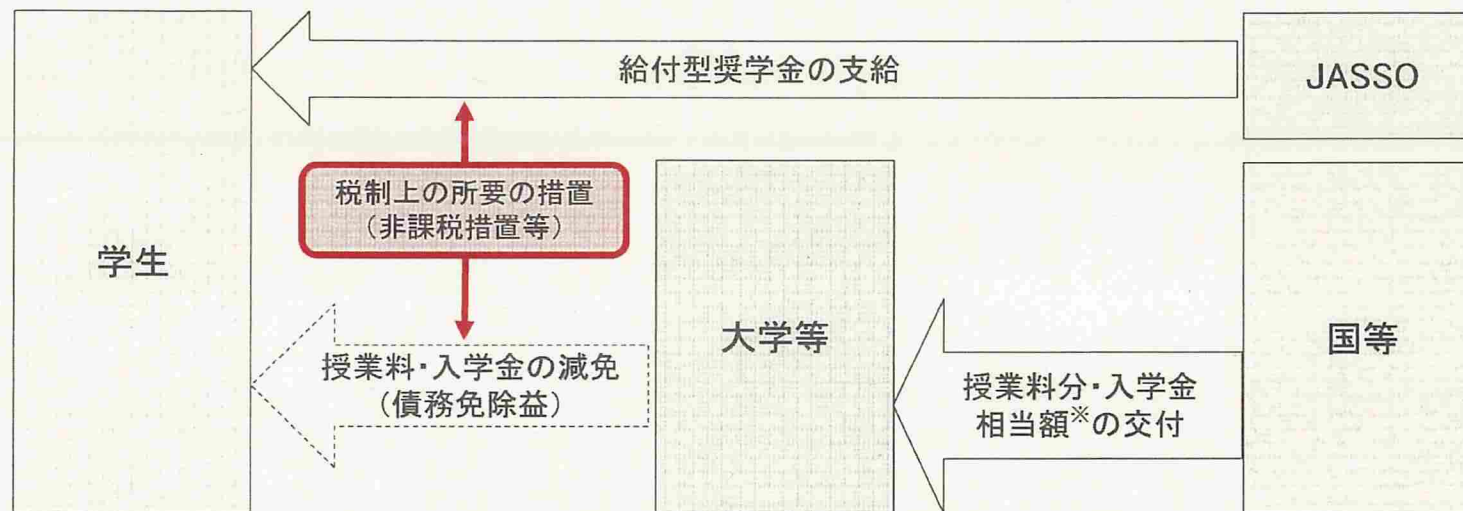 給付型奨学金の支給
JASSO
税制上の所要の措置
(非課税措置等)
学生
大学等
国等
授業料・入学金の減免
(債務免除益)
授業料分・入学金
相当額※の交付